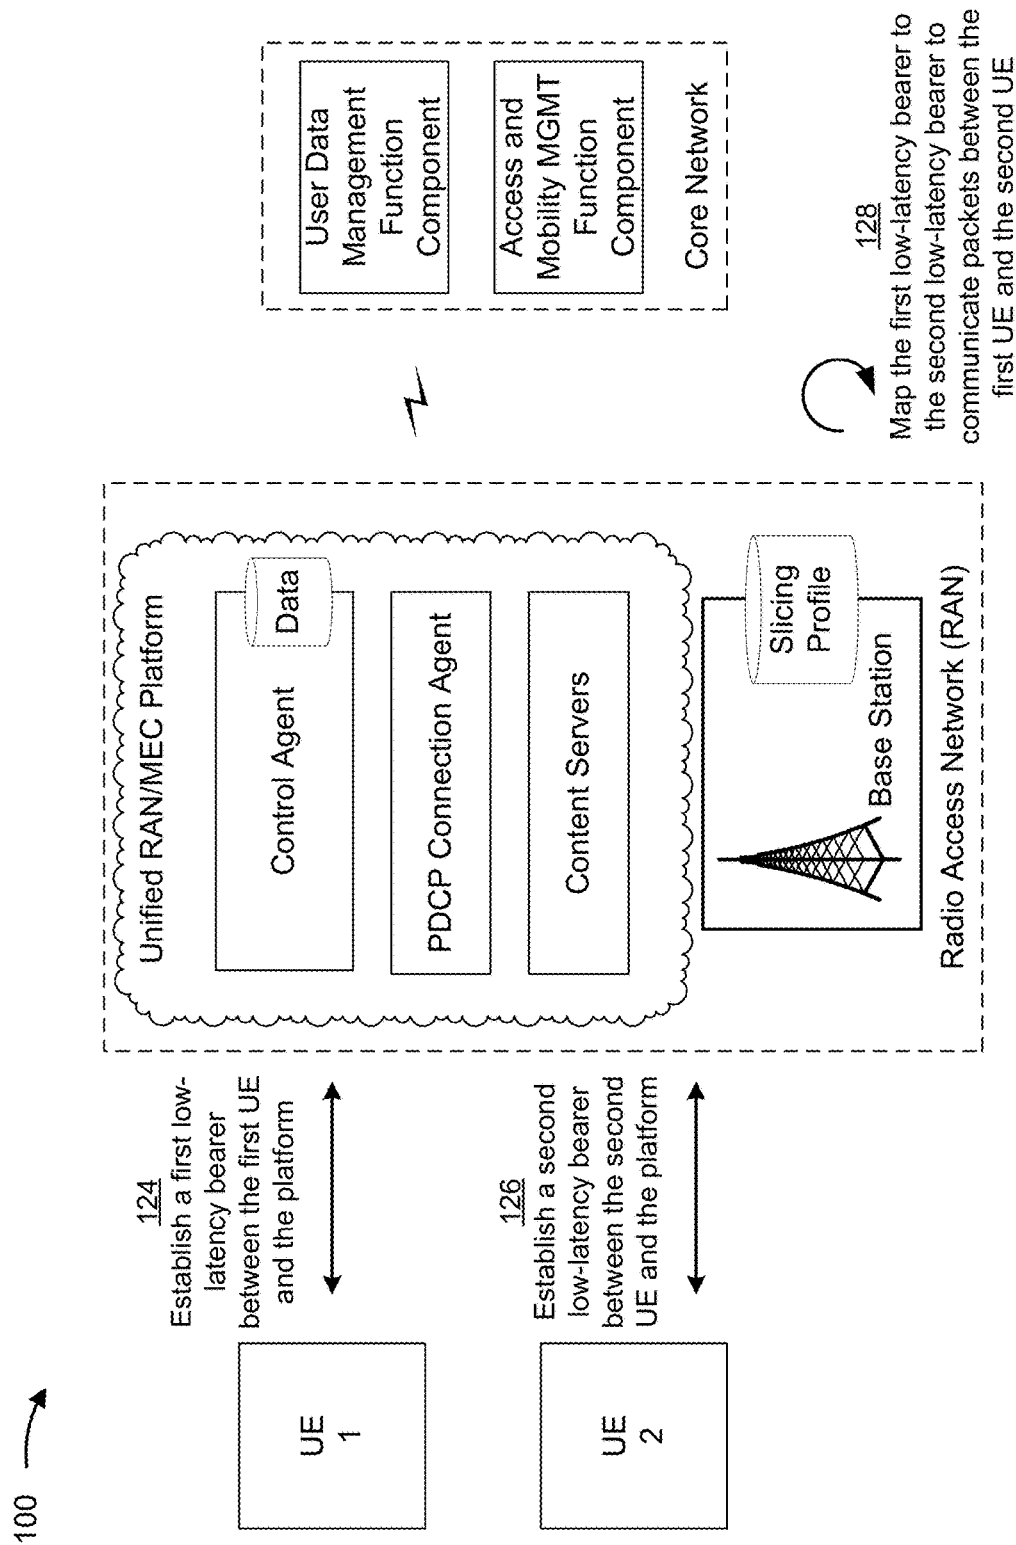 100
UE
1
UE
2
124
Establish a first low-
latency bearer
between the first UE
and the platform
126
Establish a second
low-latency bearer
between the second
UE and the platform
Unified RAN/MEC Platform
Control Agent
Data
PDCP Connection Agent
Content Servers
Slicing
Profile
Base Station
Radio Access Network (RAN)
User Data
Management
Function
Component
Access and
Mobility MGMT
Function
Component
Core Network
128
Map the first low-latency bearer to
the second low-latency bearer to
communicate packets between the
first UE and the second UE